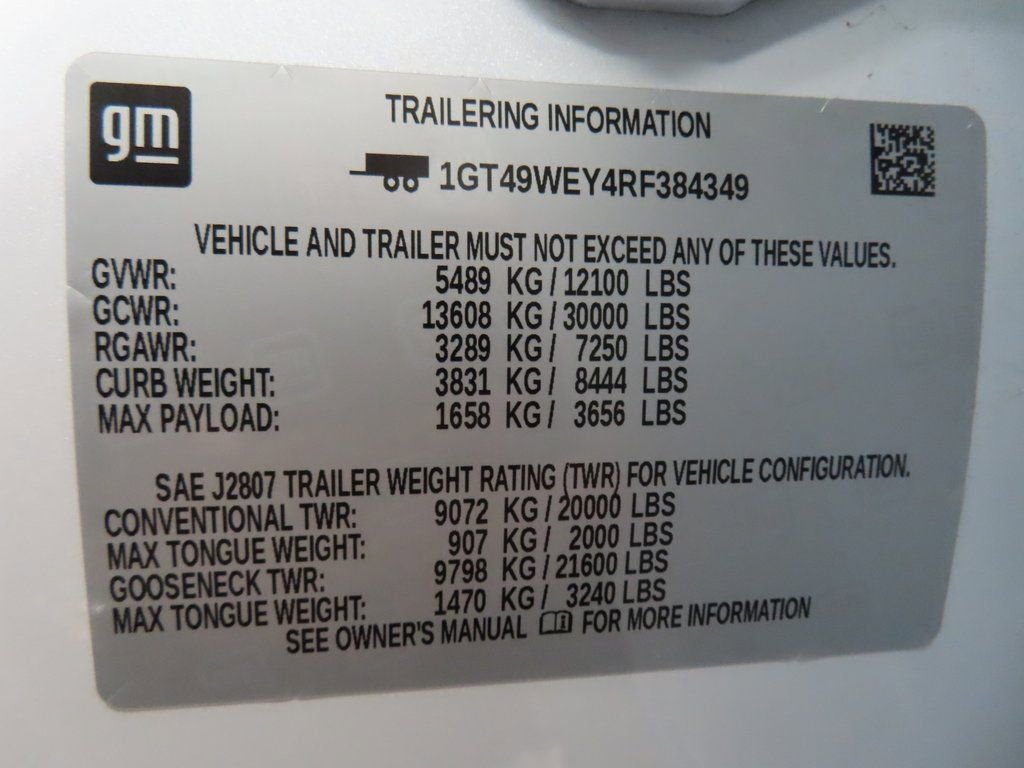 gm
TRAILERING INFORMATION
1GT49WEY4RF384349
VEHICLE AND TRAILER MUST NOT EXCEED ANY OF THESE VALUES.
GVWR: 5489 KG / 12100 LBS
GCWR: 13608 KG / 30000 LBS
RGAWR: 3289 KG / 7250 LBS
CURB WEIGHT: 3831 KG / 8444 LBS
MAX PAYLOAD: 1658 KG / 3656 LBS
SAE J2807 TRAILER WEIGHT RATING (TWR) FOR VEHICLE CONFIGURATION.
CONVENTIONAL TWR: 9072 KG / 20000 LBS
MAX TONGUE WEIGHT: 907 KG / 2000 LBS
GOOSENECK TWR: 9798 KG / 21600 LBS
MAX TONGUE WEIGHT: 1470 KG / 3240 LBS
SEE OWNER'S MANUAL FOR MORE INFORMATION